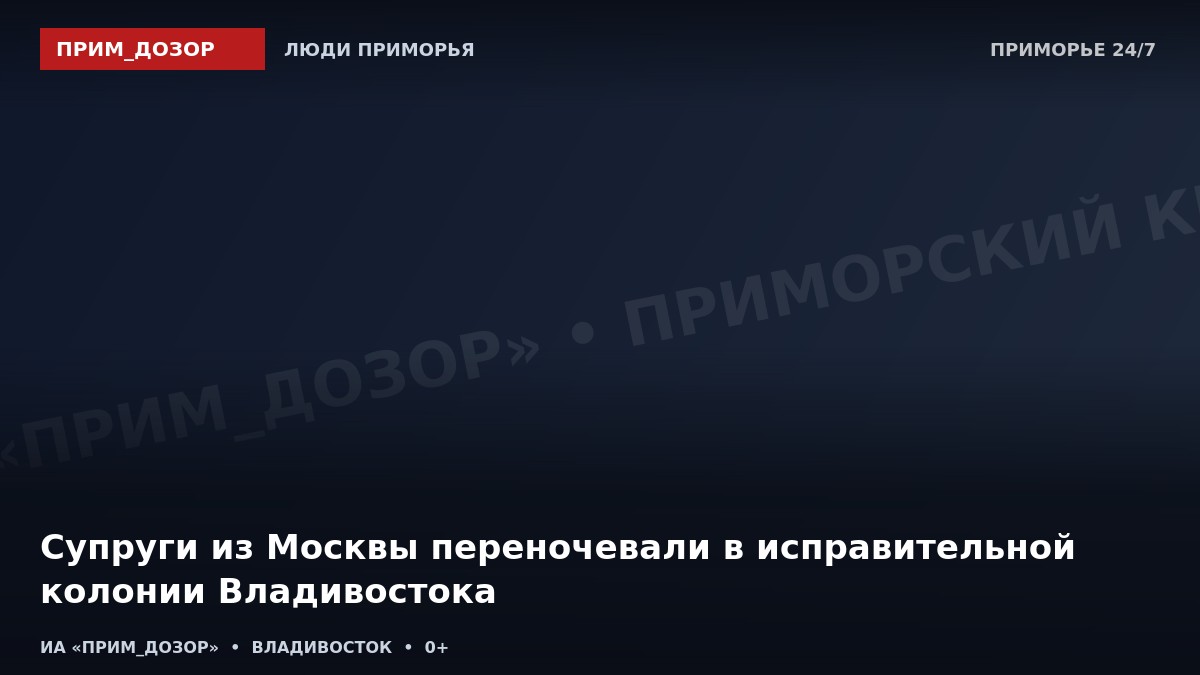 ПРИМ_ДОЗОР ЛЮДИ ПРИМОРЬЯ ПРИМОРЬЕ 24/7
«ПРИМ_ДОЗОР» • ПРИМОРСКИЙ
Супруги из Москвы переночевали в исправительной
колонии Владивостока
ИА «ПРИМ_ДОЗОР» • ВЛАДИВОСТОК • 0+